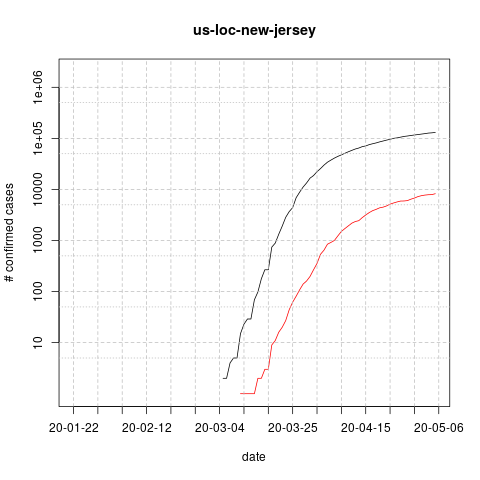 us-loc-new-jersey
# confirmed cases
1e+06
1e+05
10000
1000
100
10
20-01-22
20-02-12
20-03-04
20-03-25
20-04-15
20-05-06
date